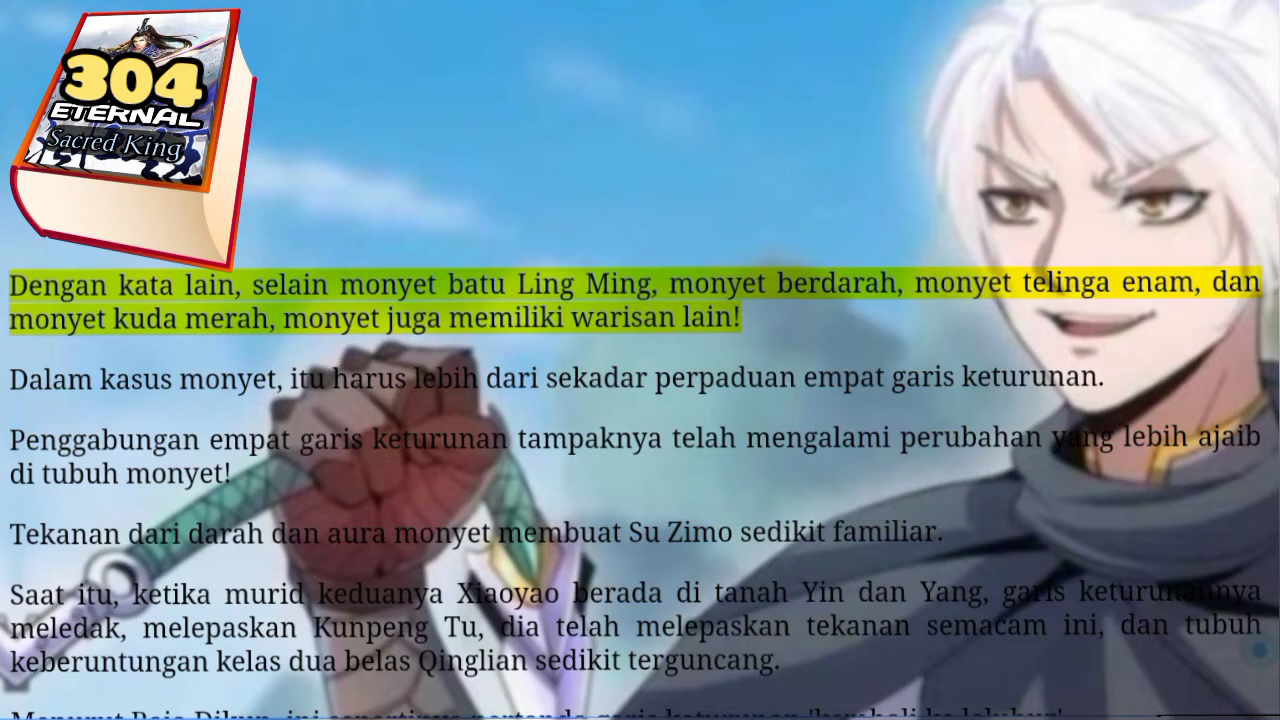 304
ETERNAL
Sacred King
Dengan kata lain, selain monyet batu Ling Ming, monyet berdarah, monyet telinga enam, dan
monyet kuda merah, monyet juga memiliki warisan lain!
Dalam kasus monyet, itu harus lebih dari sekadar perpaduan empat garis keturunan.
Penggabungan empat garis keturunan tampaknya telah mengalami perubahan yang lebih ajaib
di tubuh monyet!
Tekanan dari darah dan aura monyet membuat Su Zimo sedikit familiar.
Saat itu, ketika murid keduanya Xiaoyao berada di tanah Yin dan Yang, garis keturunannya
meledak, melepaskan Kunpeng Tu, dia telah melepaskan tekanan semacam ini, dan tubuh
keberuntungan kelas dua belas Qinglian sedikit terguncang.